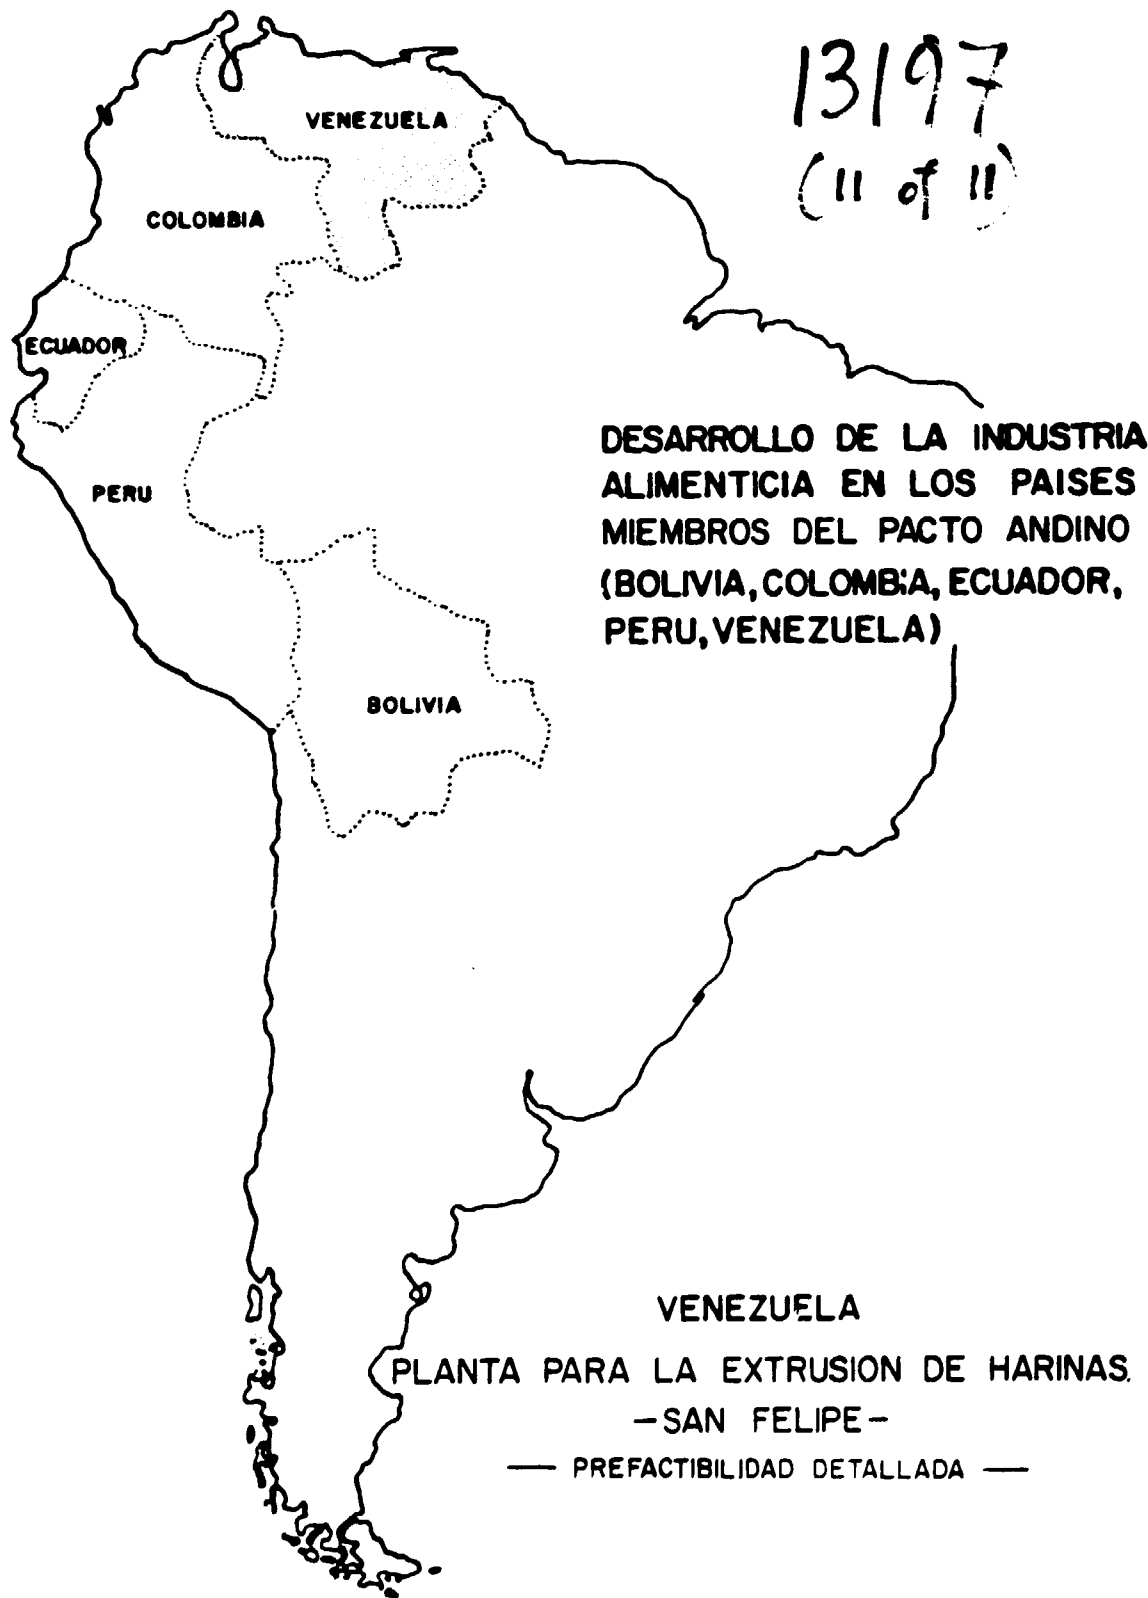 13197
(11 of 11)
VENEZUELA
COLOMBIA
ECUADOR
PERU
BOLIVIA
DESARROLLO DE LA INDUSTRIA
ALIMENTICIA EN LOS PAISES
MIEMBROS DEL PACTO ANDINO
(BOLIVIA, COLOMBIA, ECUADOR,
PERU, VENEZUELA)
VENEZUELA
PLANTA PARA LA EXTRUSION DE HARINAS.
-SAN FELIPE-
— PREFACTIBILIDAD DETALLADA —